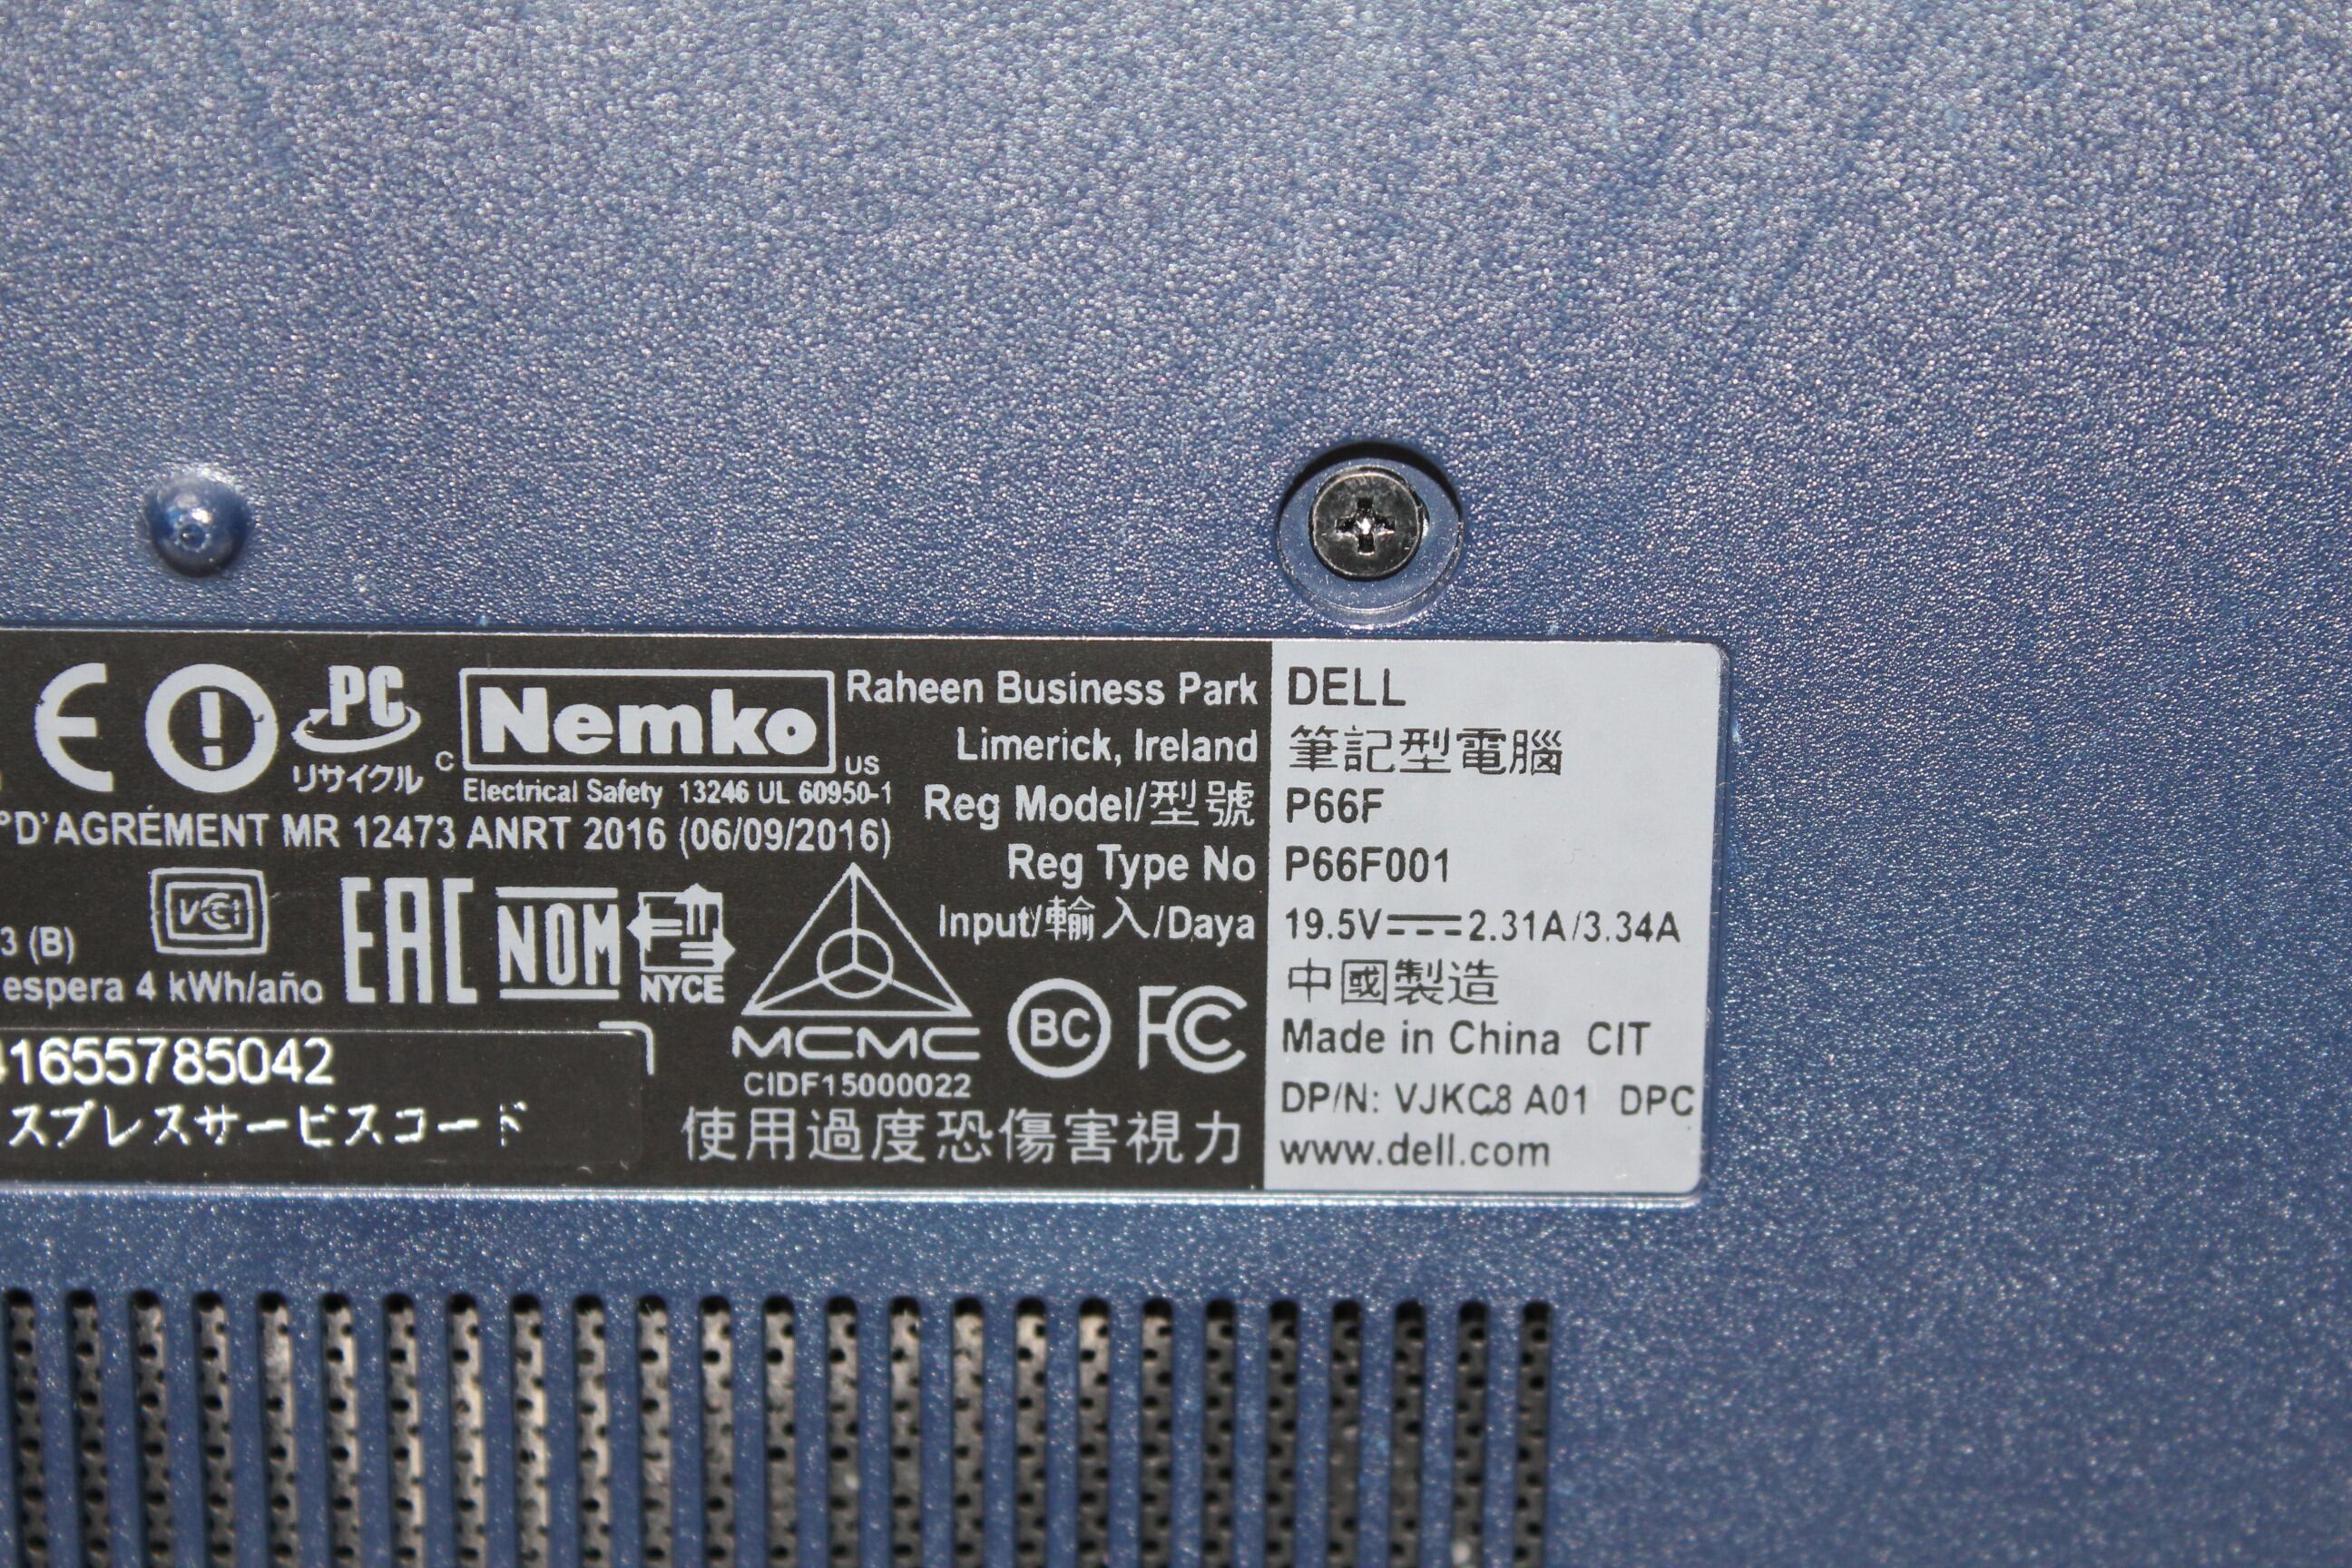 CE
PC
リサイクル
C Nemko US
Electrical Safety 13246 UL 60950-1
°D'AGRÉMENT MR 12473 ANRT 2016 (06/09/2016)
3 (B)
VCI
EAC
NOM
NYCE
espera 4 kWh/año
1655785042
スプレスサービスコード
MCMC
CIDF15000022
BC
FC
使用過度恐傷害視力
Raheen Business Park
Limerick, Ireland
Reg Model/型號
Reg Type No
Input/輸入/Daya
DELL
筆記型電腦
P66F
P66F001
19.5V⎓2.31A/3.34A
中國製造
Made in China CIT
DP/N: VJKC8 A01 DPC
www.dell.com